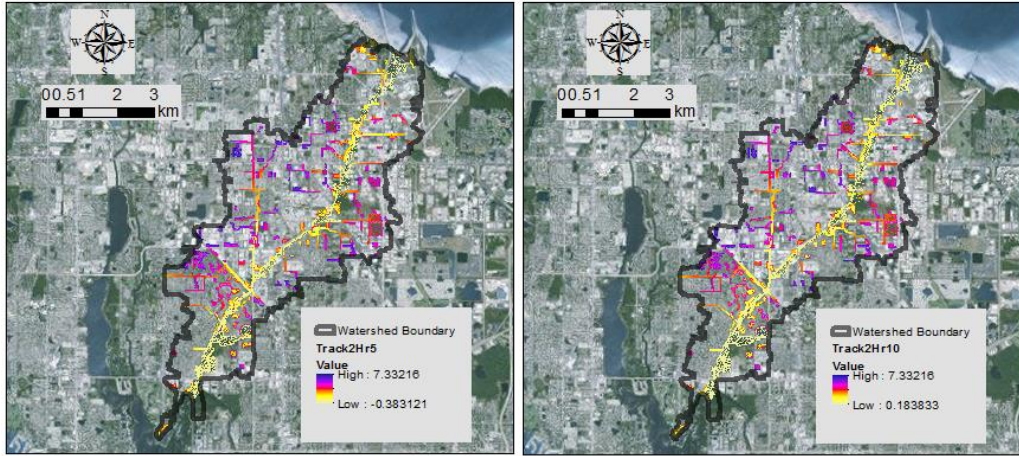 N
W E
S
0 0.5 1 2 3
km
Watershed Boundary
Track2Hr5
Value
High : 7.33216
Low : -0.383121
N
W E
S
0 0.5 1 2 3
km
Watershed Boundary
Track2Hr10
Value
High : 7.33216
Low : 0.183833